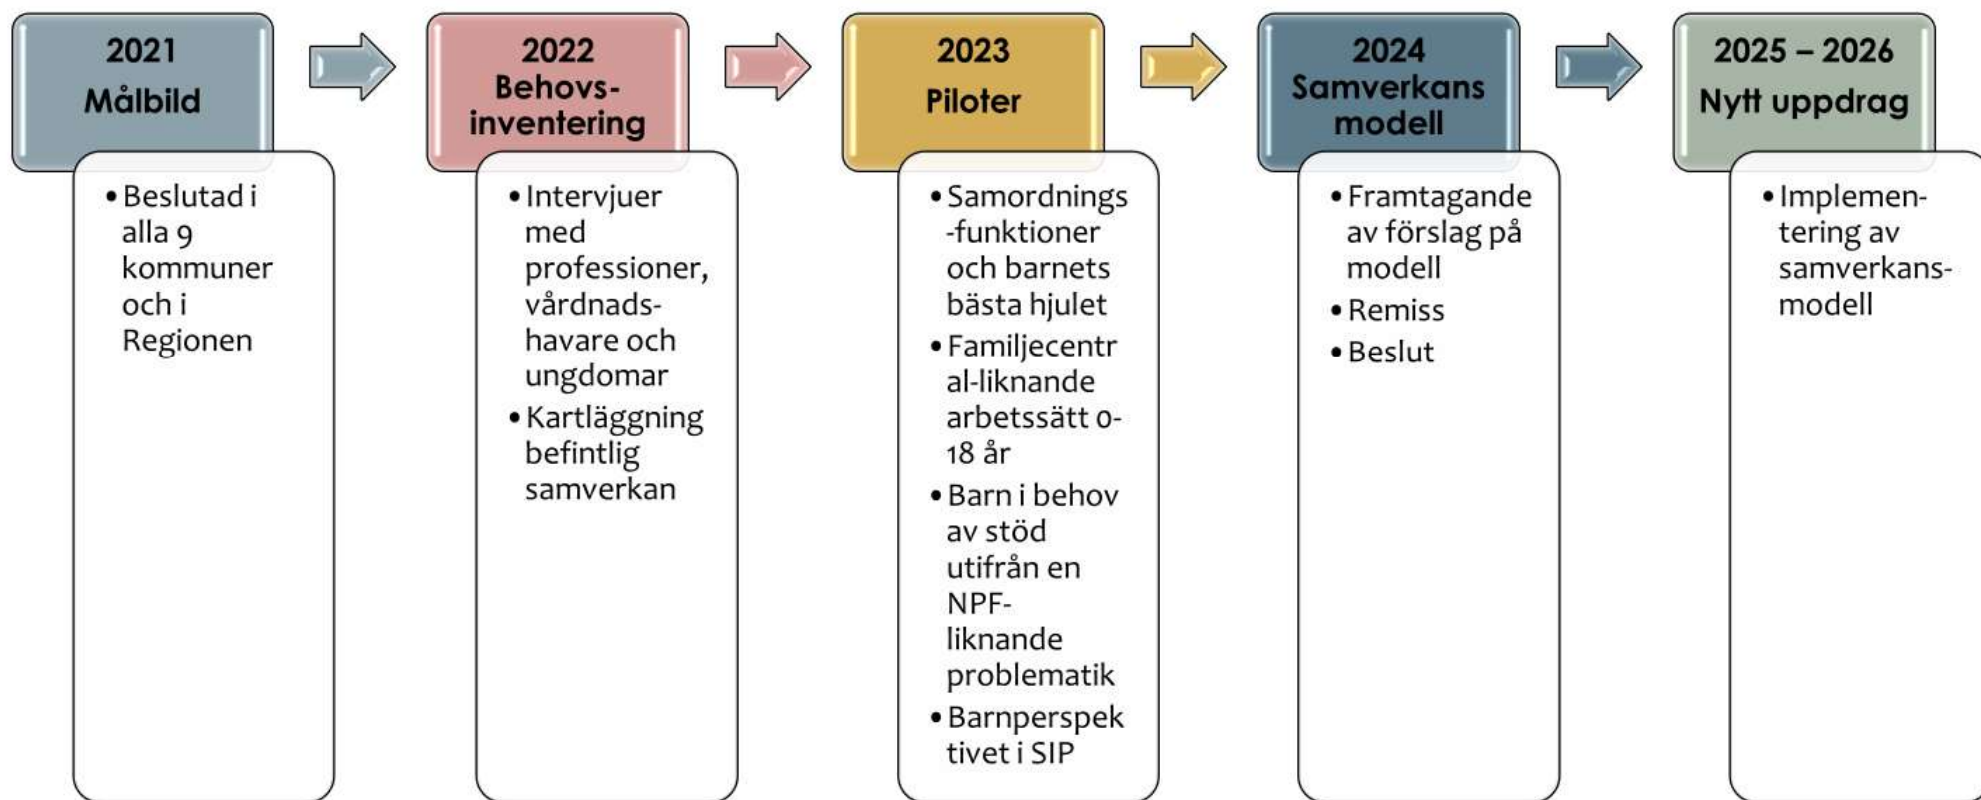 2021
Målbild
• Beslutad i
alla 9
kommuner
och i
Regionen
2022
Behovs-
inventering
• Intervjuer
med
professioner,
vårdnads-
havare och
ungdomar
• Kartläggning
befintlig
samverkan
2023
Piloter
• Samordnings
-funktioner
och barnets
bästa hjulet
• Familjecentr
al-liknande
arbetssätt 0-
18 år
• Barn i behov
av stöd
utifrån en
NPF-
liknande
problematik
• Barnperspek
tivet i SIP
2024
Samverkans
modell
• Framtagande
av förslag på
modell
• Remiss
• Beslut
2025 – 2026
Nytt uppdrag
• Implemen-
tering av
samverkans-
modell